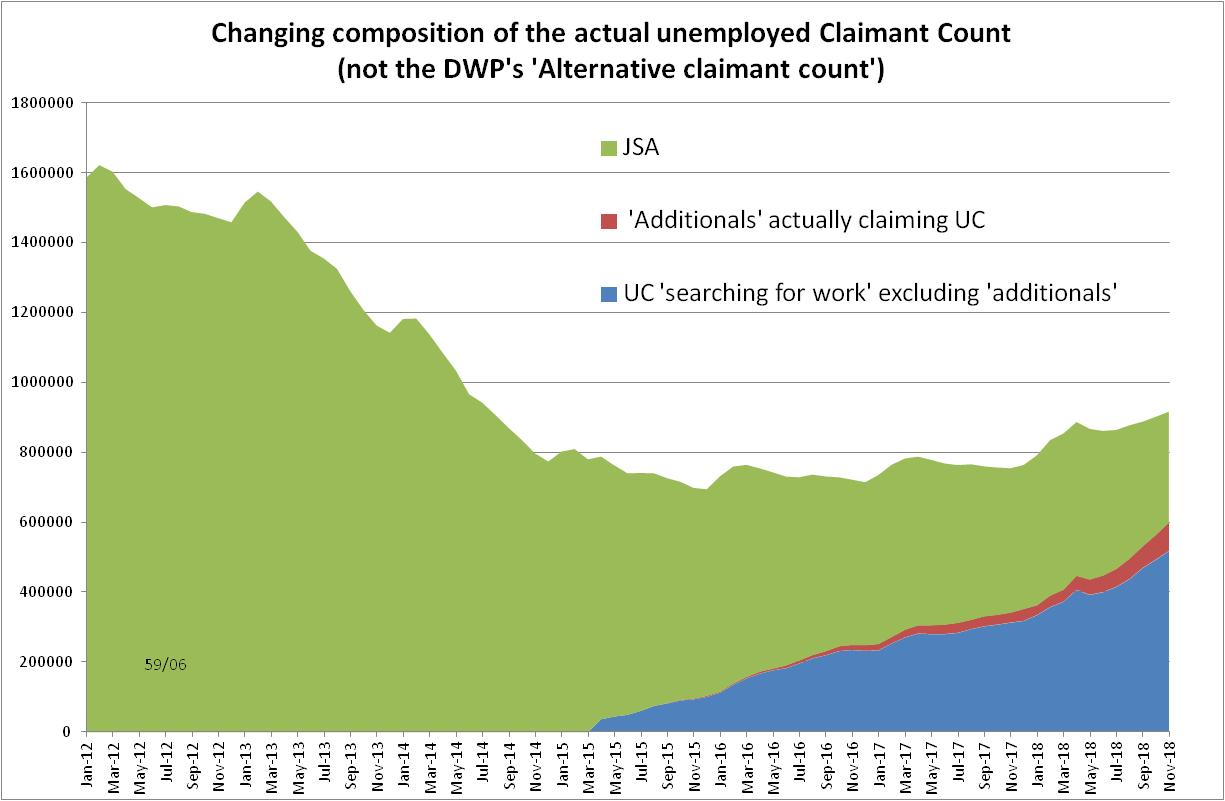 Changing composition of the actual unemployed Claimant Count
(not the DWP's 'Alternative claimant count')
1800000
1600000
1400000
1200000
1000000
800000
600000
400000
200000
0
JSA
'Additionals' actually claiming UC
UC 'searching for work' excluding 'additionals'
59/06
Jan-12
Mar-12
May-12
Jul-12
Sep-12
Nov-12
Jan-13
Mar-13
May-13
Jul-13
Sep-13
Nov-13
Jan-14
Mar-14
May-14
Jul-14
Sep-14
Nov-14
Jan-15
Mar-15
May-15
Jul-15
Sep-15
Nov-15
Jan-16
Mar-16
May-16
Jul-16
Sep-16
Nov-16
Jan-17
Mar-17
May-17
Jul-17
Sep-17
Nov-17
Jan-18
Mar-18
May-18
Jul-18
Sep-18
Nov-18